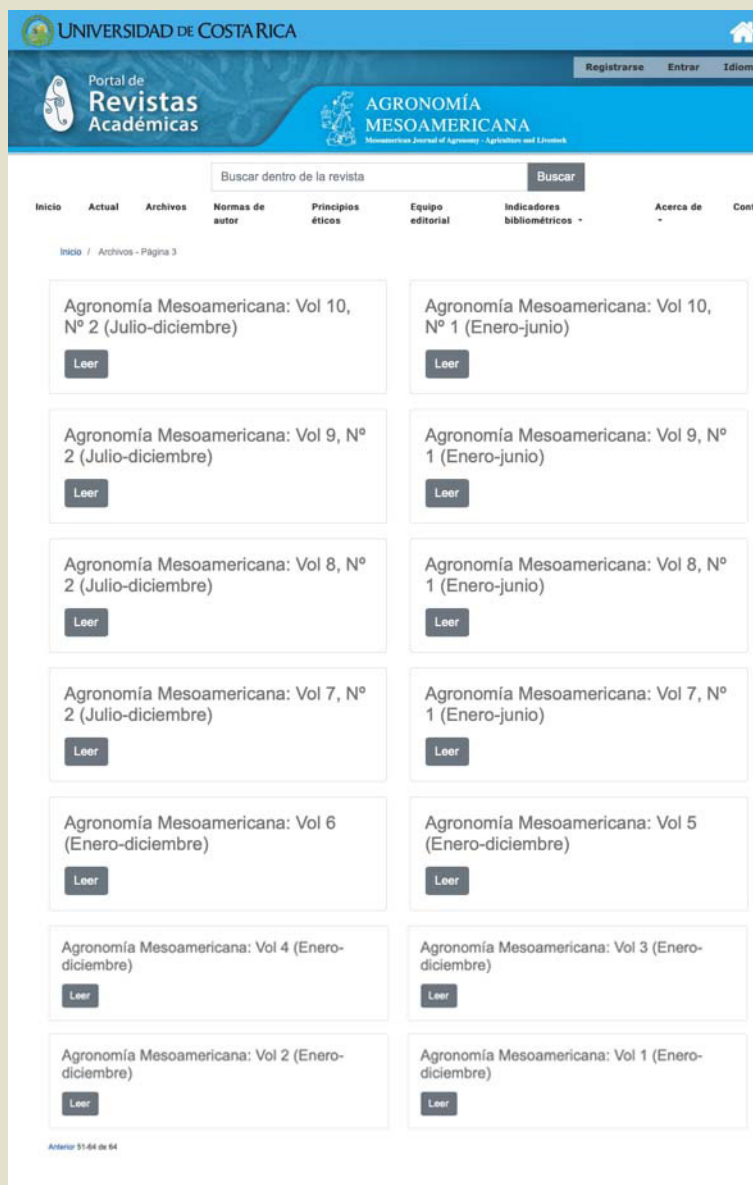 UNIVERSIDAD DE COSTA RICA
Registrarse Entrar
Portal de
Revistas
Académicas
AGRONOMÍA
MESOAMERICANA
Mesoamerican Journal of Agronomy - Agriculture and Livestock
Buscar dentro de la revista Buscar
Inicio Actual Archivos Normas de autor Principios éticos Equipo editorial Indicadores bibliométricos Acerca de
Inicio / Archivos - Página 3
Agronomía Mesoamericana: Vol 10,
Nº 2 (Julio-diciembre)
Leer
Agronomía Mesoamericana: Vol 10,
Nº 1 (Enero-junio)
Leer
Agronomía Mesoamericana: Vol 9, Nº
2 (Julio-diciembre)
Leer
Agronomía Mesoamericana: Vol 9, Nº
1 (Enero-junio)
Leer
Agronomía Mesoamericana: Vol 8, Nº
2 (Julio-diciembre)
Leer
Agronomía Mesoamericana: Vol 8, Nº
1 (Enero-junio)
Leer
Agronomía Mesoamericana: Vol 7, Nº
2 (Julio-diciembre)
Leer
Agronomía Mesoamericana: Vol 7, Nº
1 (Enero-junio)
Leer
Agronomía Mesoamericana: Vol 6
(Enero-diciembre)
Leer
Agronomía Mesoamericana: Vol 5
(Enero-diciembre)
Leer
Agronomía Mesoamericana: Vol 4 (Enero-
diciembre)
Leer
Agronomía Mesoamericana: Vol 3 (Enero-
diciembre)
Leer
Agronomía Mesoamericana: Vol 2 (Enero-
diciembre)
Leer
Agronomía Mesoamericana: Vol 1 (Enero-
diciembre)
Leer
Anterior 51-64 de 64